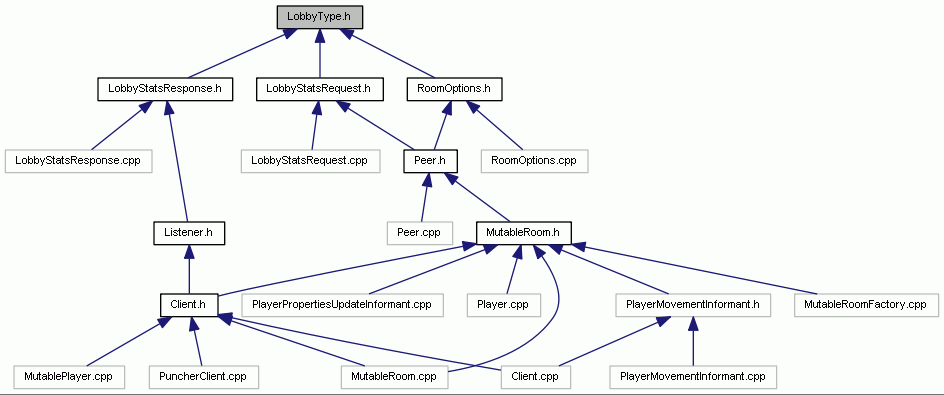 LobbyType.h
LobbyStatsResponse.h
LobbyStatsRequest.h
RoomOptions.h
LobbyStatsResponse.cpp
LobbyStatsRequest.cpp
Peer.h
RoomOptions.cpp
Listener.h
Peer.cpp
MutableRoom.h
Client.h
PlayerPropertiesUpdateInformant.cpp
Player.cpp
PlayerMovementInformant.h
MutableRoomFactory.cpp
MutablePlayer.cpp
PuncherClient.cpp
MutableRoom.cpp
Client.cpp
PlayerMovementInformant.cpp